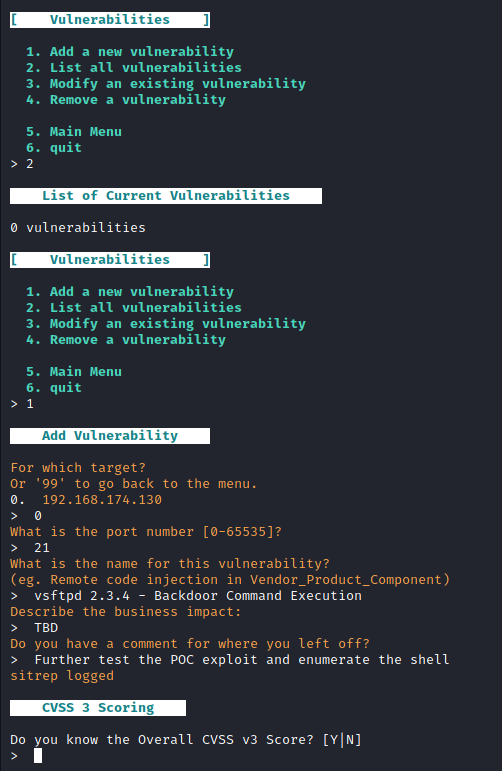 [    Vulnerabilities    ]
1. Add a new vulnerability
2. List all vulnerabilities
3. Modify an existing vulnerability
4. Remove a vulnerability
5. Main Menu
6. quit
> 2
List of Current Vulnerabilities
0 vulnerabilities
[    Vulnerabilities    ]
1. Add a new vulnerability
2. List all vulnerabilities
3. Modify an existing vulnerability
4. Remove a vulnerability
5. Main Menu
6. quit
> 1
Add Vulnerability
For which target?
Or '99' to go back to the menu.
0.  192.168.174.130
>  0
What is the port number [0-65535]?
>  21
What is the name for this vulnerability?
(eg. Remote code injection in Vendor_Product_Component)
>  vsftpd 2.3.4 - Backdoor Command Execution
Describe the business impact:
>  TBD
Do you have a comment for where you left off?
>  Further test the POC exploit and enumerate the shell
sitrep logged
CVSS 3 Scoring
Do you know the Overall CVSS v3 Score? [Y|N]
>